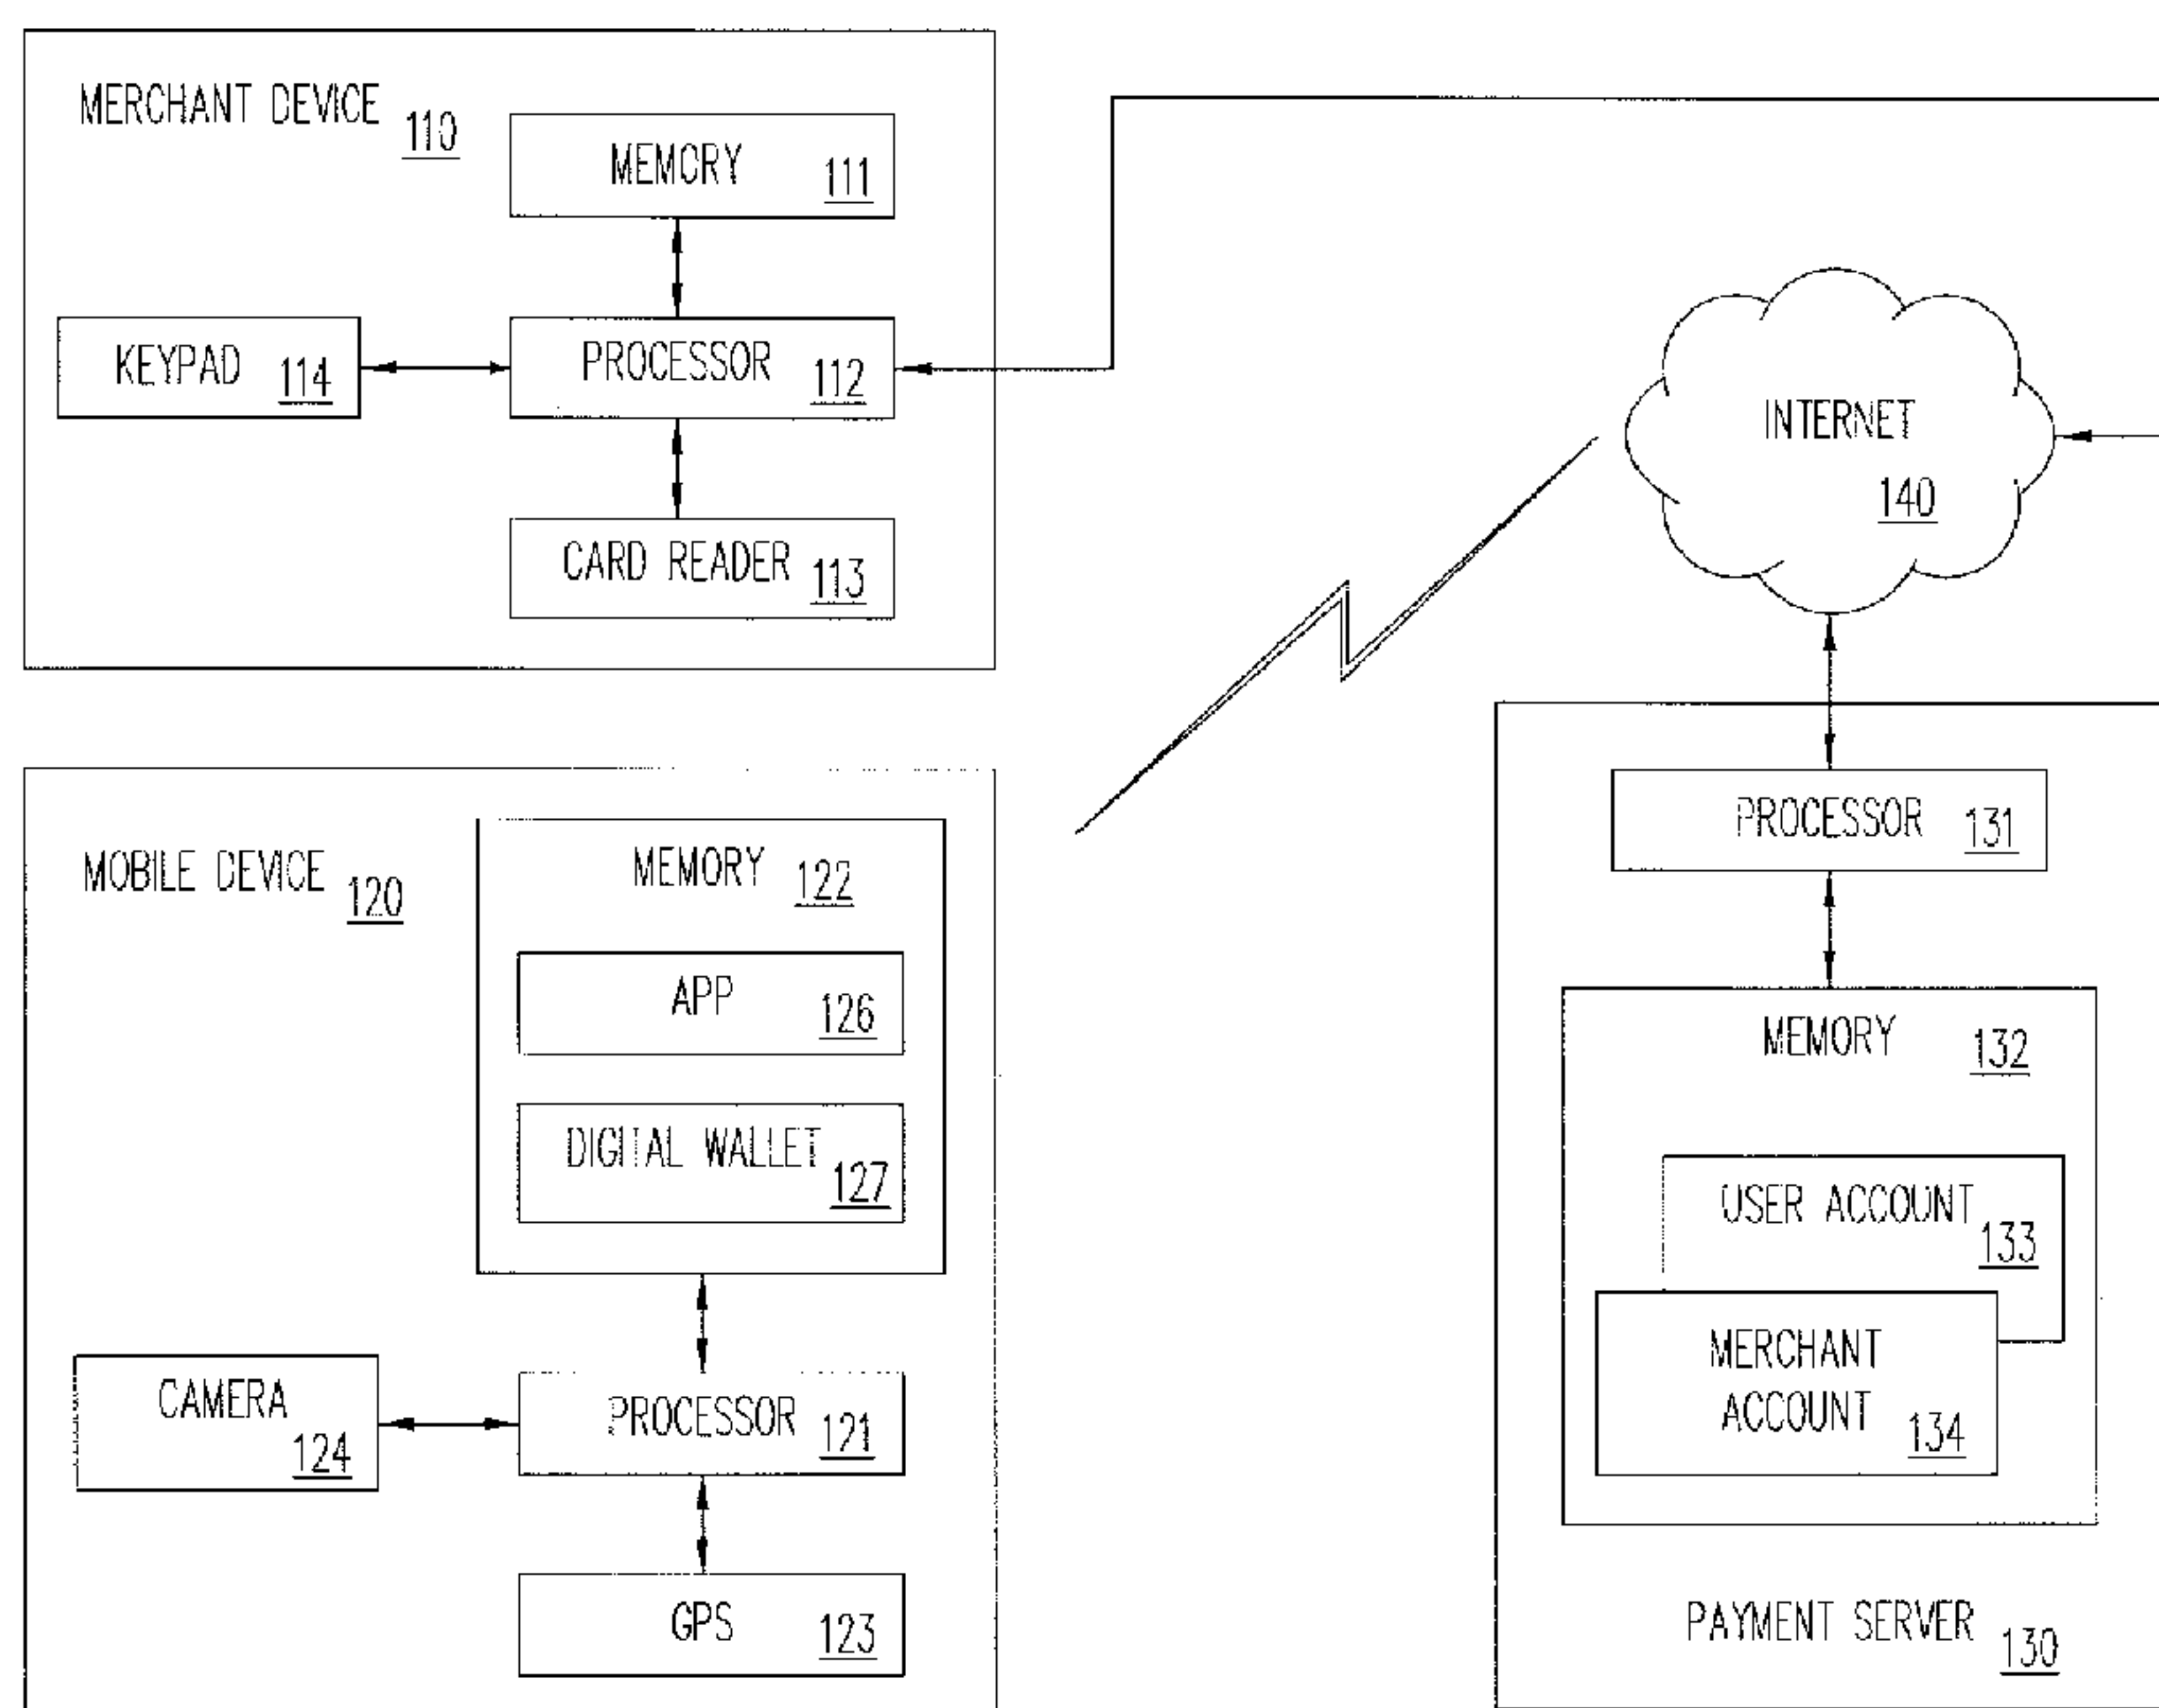 MERCHANT DEVICE 110
MEMORY 111
KEYPAD 114
PROCESSOR 112
CARD READER 113
INTERNET
140
MOBILE DEVICE 120
MEMORY 122
APP 126
DIGITAL WALLET 127
CAMERA 124
PROCESSOR 121
GPS 123
PROCESSOR 131
MEMORY 132
USER ACCOUNT 133
MERCHANT
ACCOUNT 134
PAYMENT SERVER 130